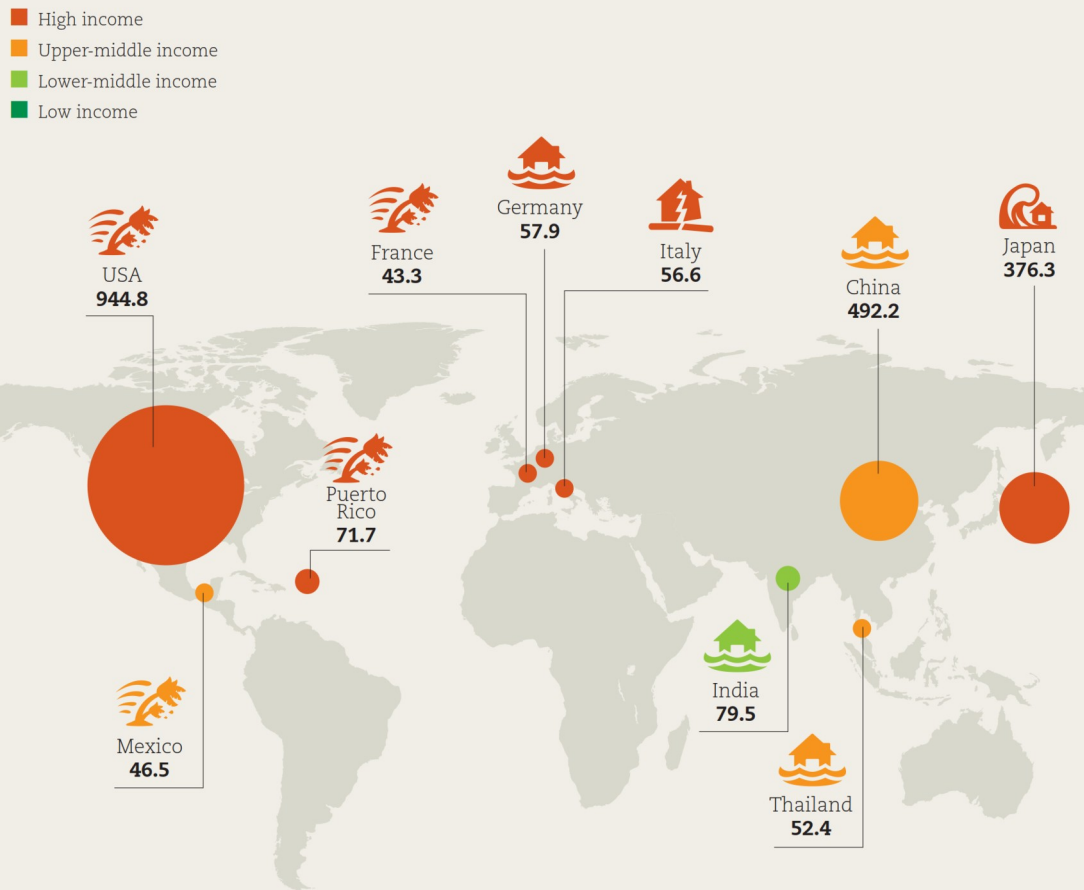 High income
Upper-middle income
Lower-middle income
Low income
USA
944.8
France
43.3
Germany
57.9
Italy
56.6
China
492.2
Japan
376.3
Puerto
Rico
71.7
Mexico
46.5
India
79.5
Thailand
52.4